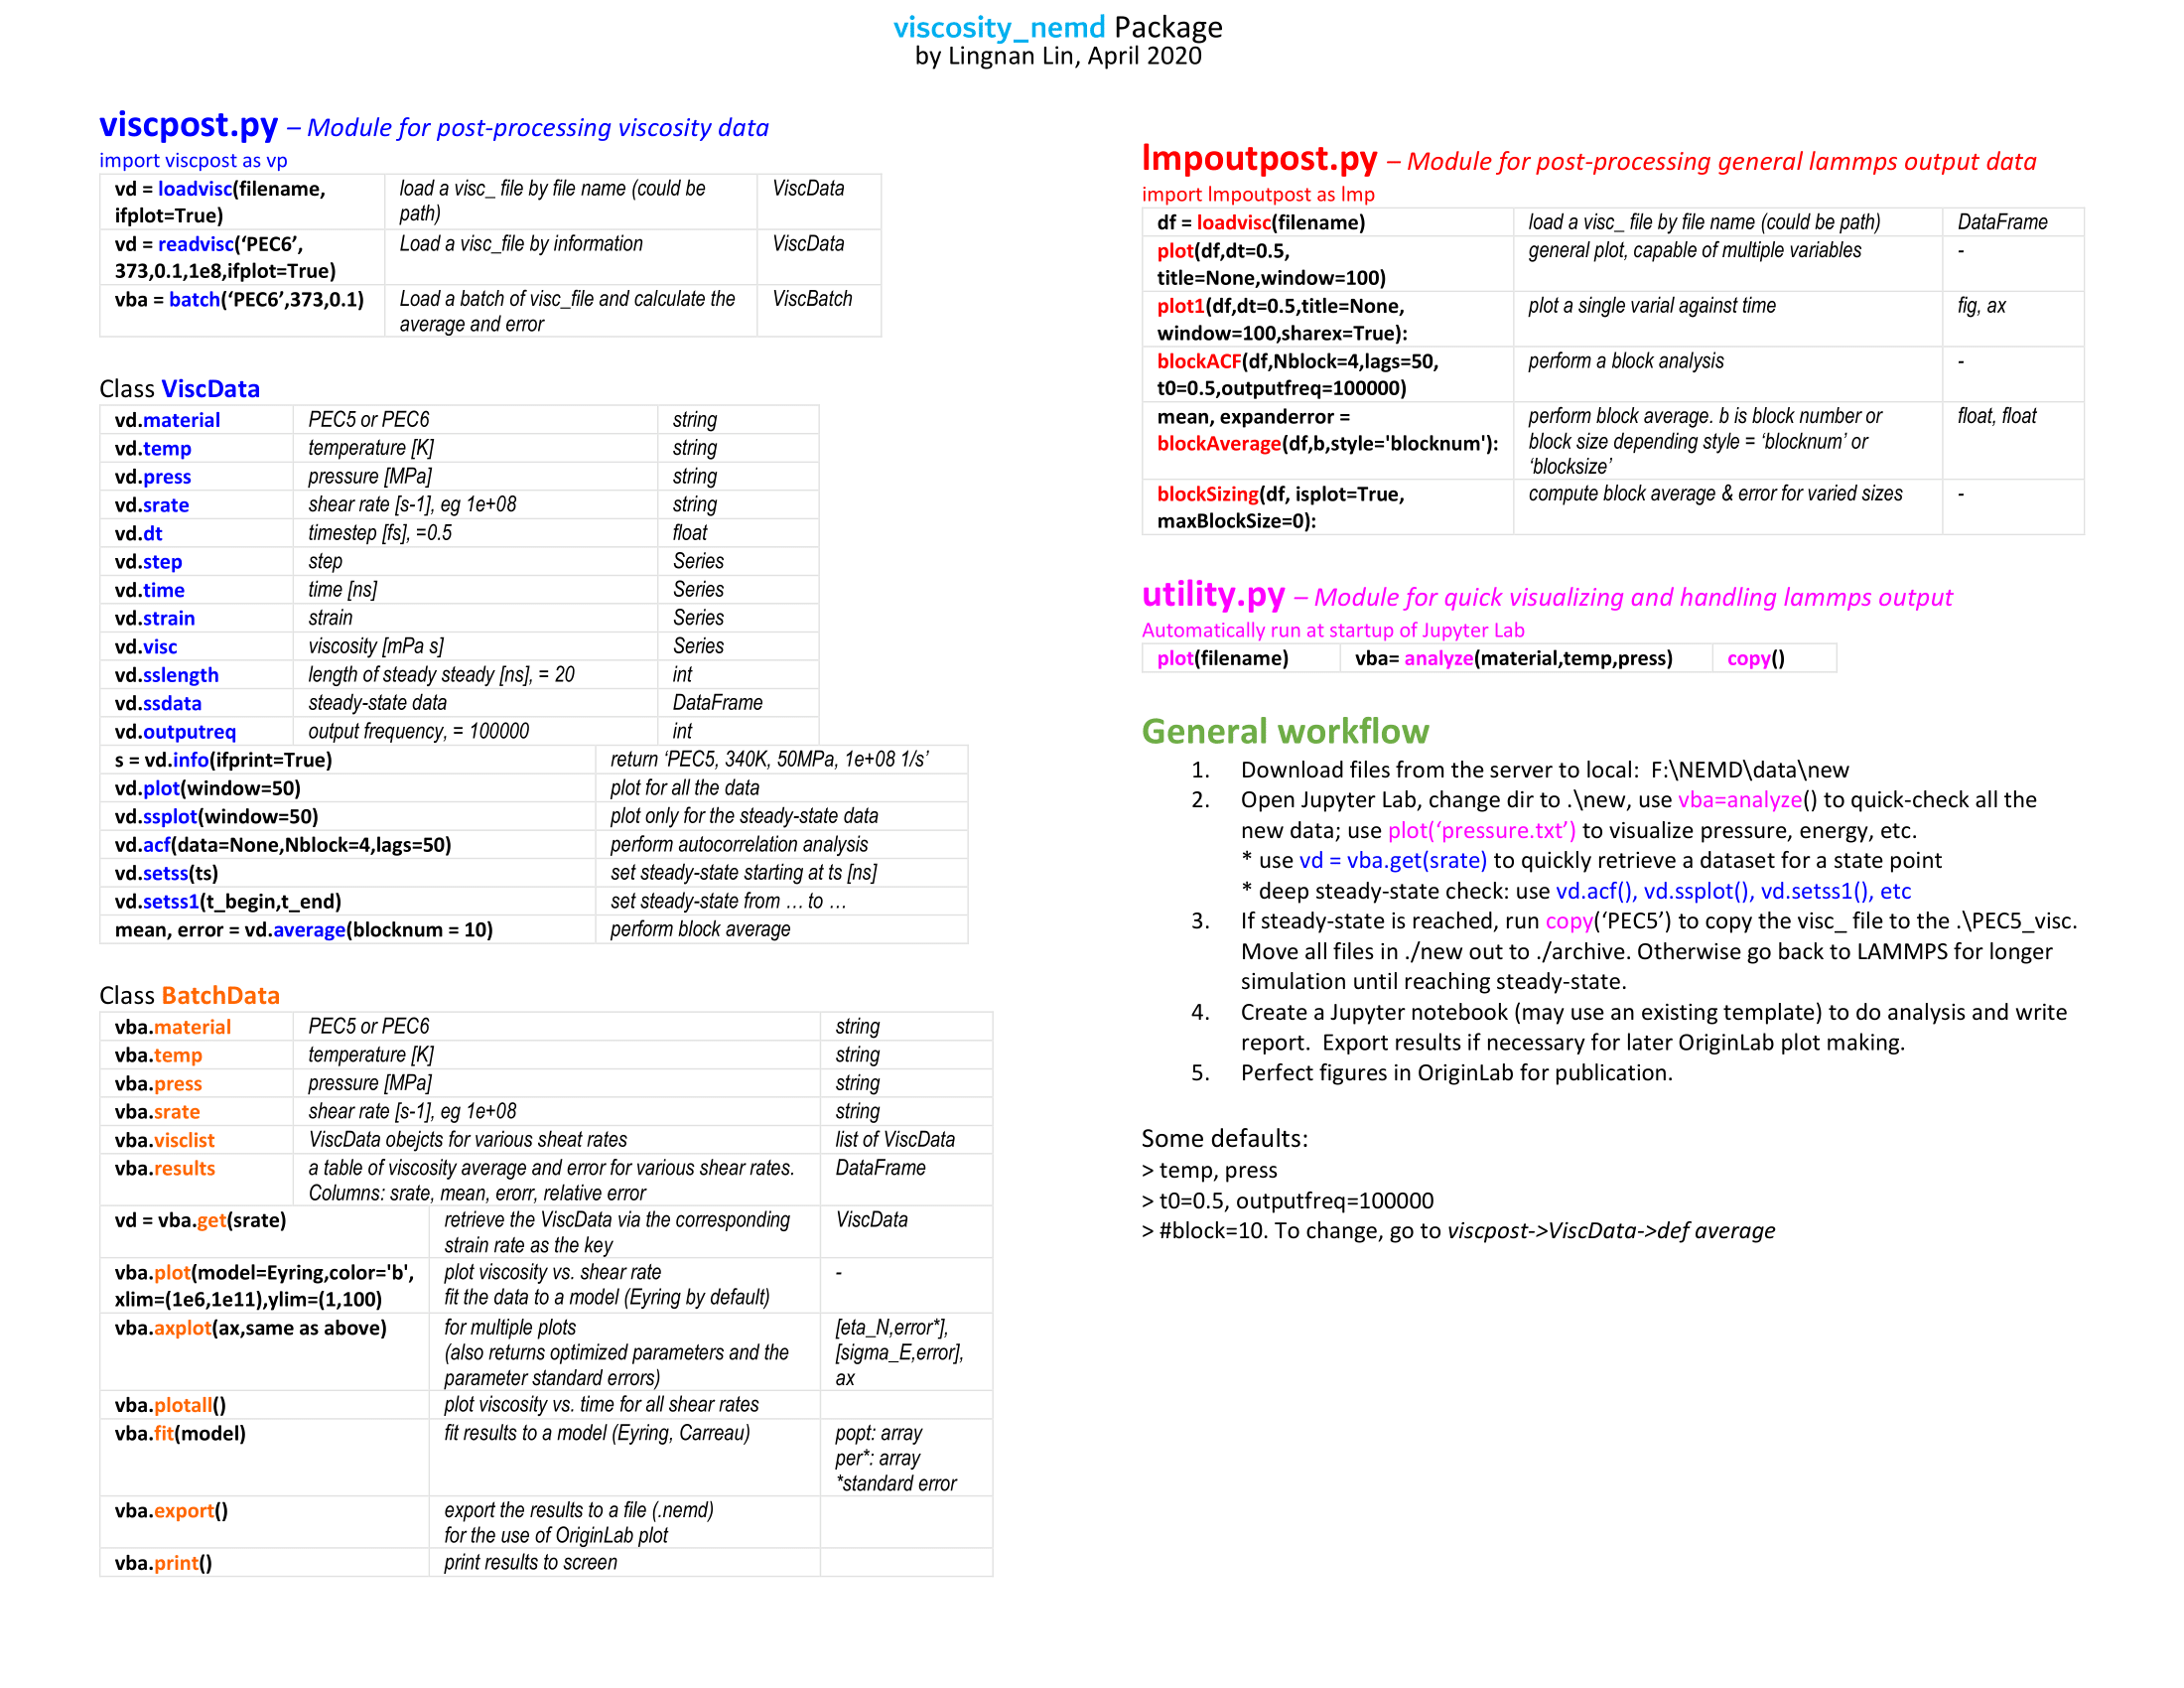 viscosity_nemd Package
by Lingnan Lin, April 2020
viscpost.py – Module for post-processing viscosity data
import viscpost as vp
vd = loadvisc(filename, ifplot=True) load a visc_ file by file name (could be path) ViscData
vd = readvisc(‘PEC6’, 373,0.1,1e8,ifplot=True) Load a visc_file by information ViscData
vba = batch(‘PEC6’,373,0.1) Load a batch of visc_file and calculate the average and error ViscBatch
Class ViscData
vd.material PEC5 or PEC6 string
vd.temp temperature [K] string
vd.press pressure [MPa] string
vd.srate shear rate [s-1], eg 1e+08 string
vd.dt timestep [fs], =0.5 float
vd.step step Series
vd.time time [ns] Series
vd.strain strain Series
vd.visc viscosity [mPa s] Series
vd.sslength length of steady steady [ns], = 20 int
vd.ssdata steady-state data DataFrame
vd.outputreq output frequency, = 100000 int
s = vd.info(ifprint=True) return ‘PEC5, 340K, 50MPa, 1e+08 1/s’
vd.plot(window=50) plot for all the data
vd.ssplot(window=50) plot only for the steady-state data
vd.acf(data=None,Nblock=4,lags=50) perform autocorrelation analysis
vd.setss(ts) set steady-state starting at ts [ns]
vd.setss1(t_begin,t_end) set steady-state from … to …
mean, error = vd.average(blocknum = 10) perform block average
Class BatchData
vba.material PEC5 or PEC6 string
vba.temp temperature [K] string
vba.press pressure [MPa] string
vba.srate shear rate [s-1], eg 1e+08 string
vba.visclist ViscData obejcts for various sheat rates list of ViscData
vba.results a table of viscosity average and error for various shear rates. DataFrame
Columns: srate, mean, erorr, relative error
vd = vba.get(srate) retrieve the ViscData via the corresponding strain rate as the key ViscData
vba.plot(model=Eyring,color='b', xlim=(1e6,1e11),ylim=(1,100) plot viscosity vs. shear rate fit the data to a model (Eyring by default) -
vba.axplot(ax,same as above) for multiple plots (also returns optimized parameters and the parameter standard errors) [eta_N,error*], [sigma_E,error], ax
vba.plotall() plot viscosity vs. time for all shear rates
vba.fit(model) fit results to a model (Eyring, Carreau) popt: array per*: array *standard error
vba.export() export the results to a file (.nemd) for the use of OriginLab plot
vba.print() print results to screen
lmpoutpost.py – Module for post-processing general lammps output data
import lmpoutpost as lmp
df = loadvisc(filename) load a visc_ file by file name (could be path) DataFrame
plot(df,dt=0.5, title=None,window=100) general plot, capable of multiple variables -
plot1(df,dt=0.5,title=None, window=100,sharex=True): plot a single varial against time fig, ax
blockACF(df,Nblock=4,lags=50, t0=0.5,outputfreq=100000) perform a block analysis -
mean, expanderror = blockAverage(df,b,style='blocknum'): perform block average. b is block number or block size depending style = ‘blocknum’ or ‘blocksize’ float, float
blockSizing(df, isplot=True, maxBlockSize=0): compute block average & error for varied sizes -
utility.py – Module for quick visualizing and handling lammps output
Automatically run at startup of Jupyter Lab
plot(filename) vba= analyze(material,temp,press) copy()
General workflow
1. Download files from the server to local: F:\NEMD\data\new
2. Open Jupyter Lab, change dir to .\new, use vba=analyze() to quick-check all the
new data; use plot(‘pressure.txt’) to visualize pressure, energy, etc.
* use vd = vba.get(srate) to quickly retrieve a dataset for a state point
* deep steady-state check: use vd.acf(), vd.ssplot(), vd.setss1(), etc
3. If steady-state is reached, run copy(‘PEC5’) to copy the visc_ file to the .\PEC5_visc.
Move all files in ./new out to ./archive. Otherwise go back to LAMMPS for longer
simulation until reaching steady-state.
4. Create a Jupyter notebook (may use an existing template) to do analysis and write
report. Export results if necessary for later OriginLab plot making.
5. Perfect figures in OriginLab for publication.
Some defaults:
> temp, press
> t0=0.5, outputfreq=100000
> #block=10. To change, go to viscpost->ViscData->def average